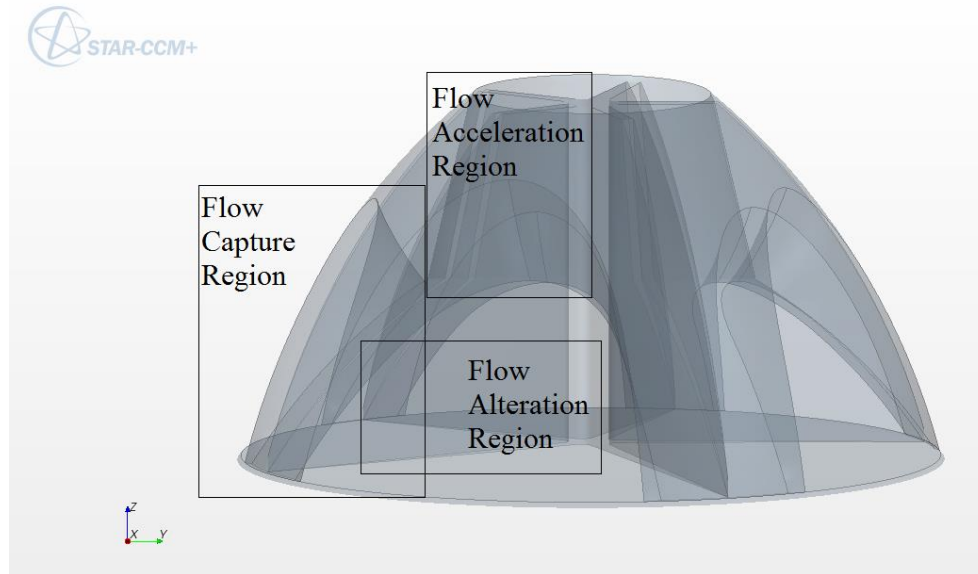 STAR-CCM+
Flow
Acceleration
Region
Flow
Capture
Region
Flow
Alteration
Region
Z
X Y